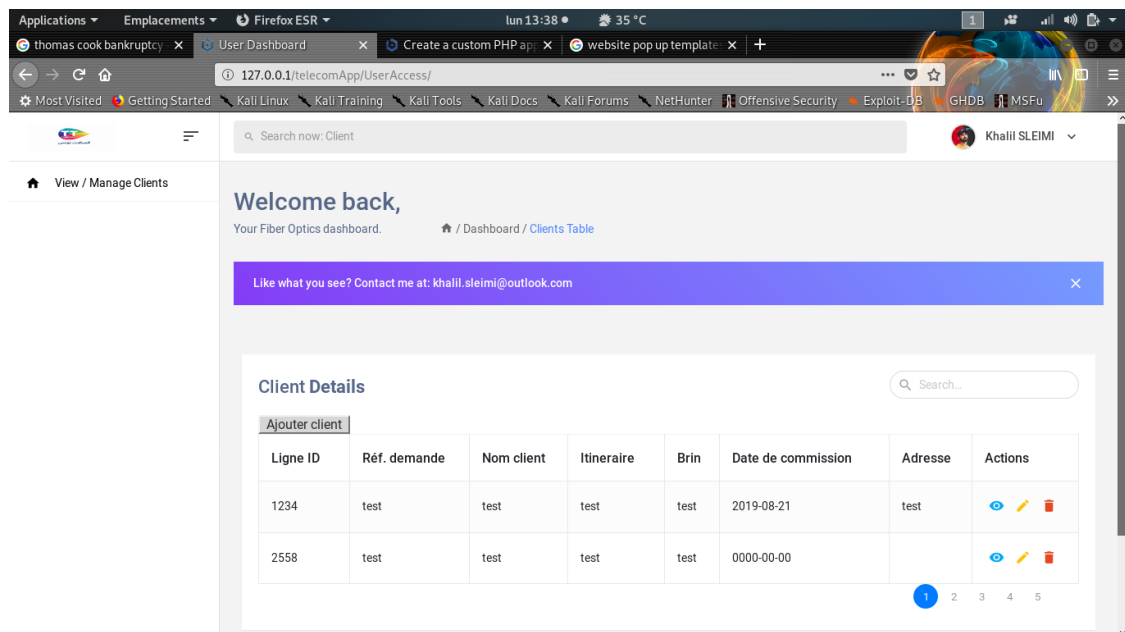 Applications Emplacements Firefox ESR lun 13:38 35 °C 1
thomas cook bankruptcy User Dashboard Create a custom PHP ap website pop up template
127.0.0.1/telecomApp/UserAccess/
Most Visited Getting Started Kali Linux Kali Training Kali Tools Kali Docs Kali Forums NetHunter Offensive Security Exploit-DB GHDB MSFu
Search now: Client Khalil SLEIMI
View / Manage Clients
Welcome back,
Your Fiber Optics dashboard. / Dashboard / Clients Table
Like what you see? Contact me at: khalil.sleimi@outlook.com
Client Details Search...
Ajouter client
Ligne ID Réf. demande Nom client Itineraire Brin Date de commission Adresse Actions
1234 test test test test 2019-08-21 test
2558 test test test test 0000-00-00
1 2 3 4 5